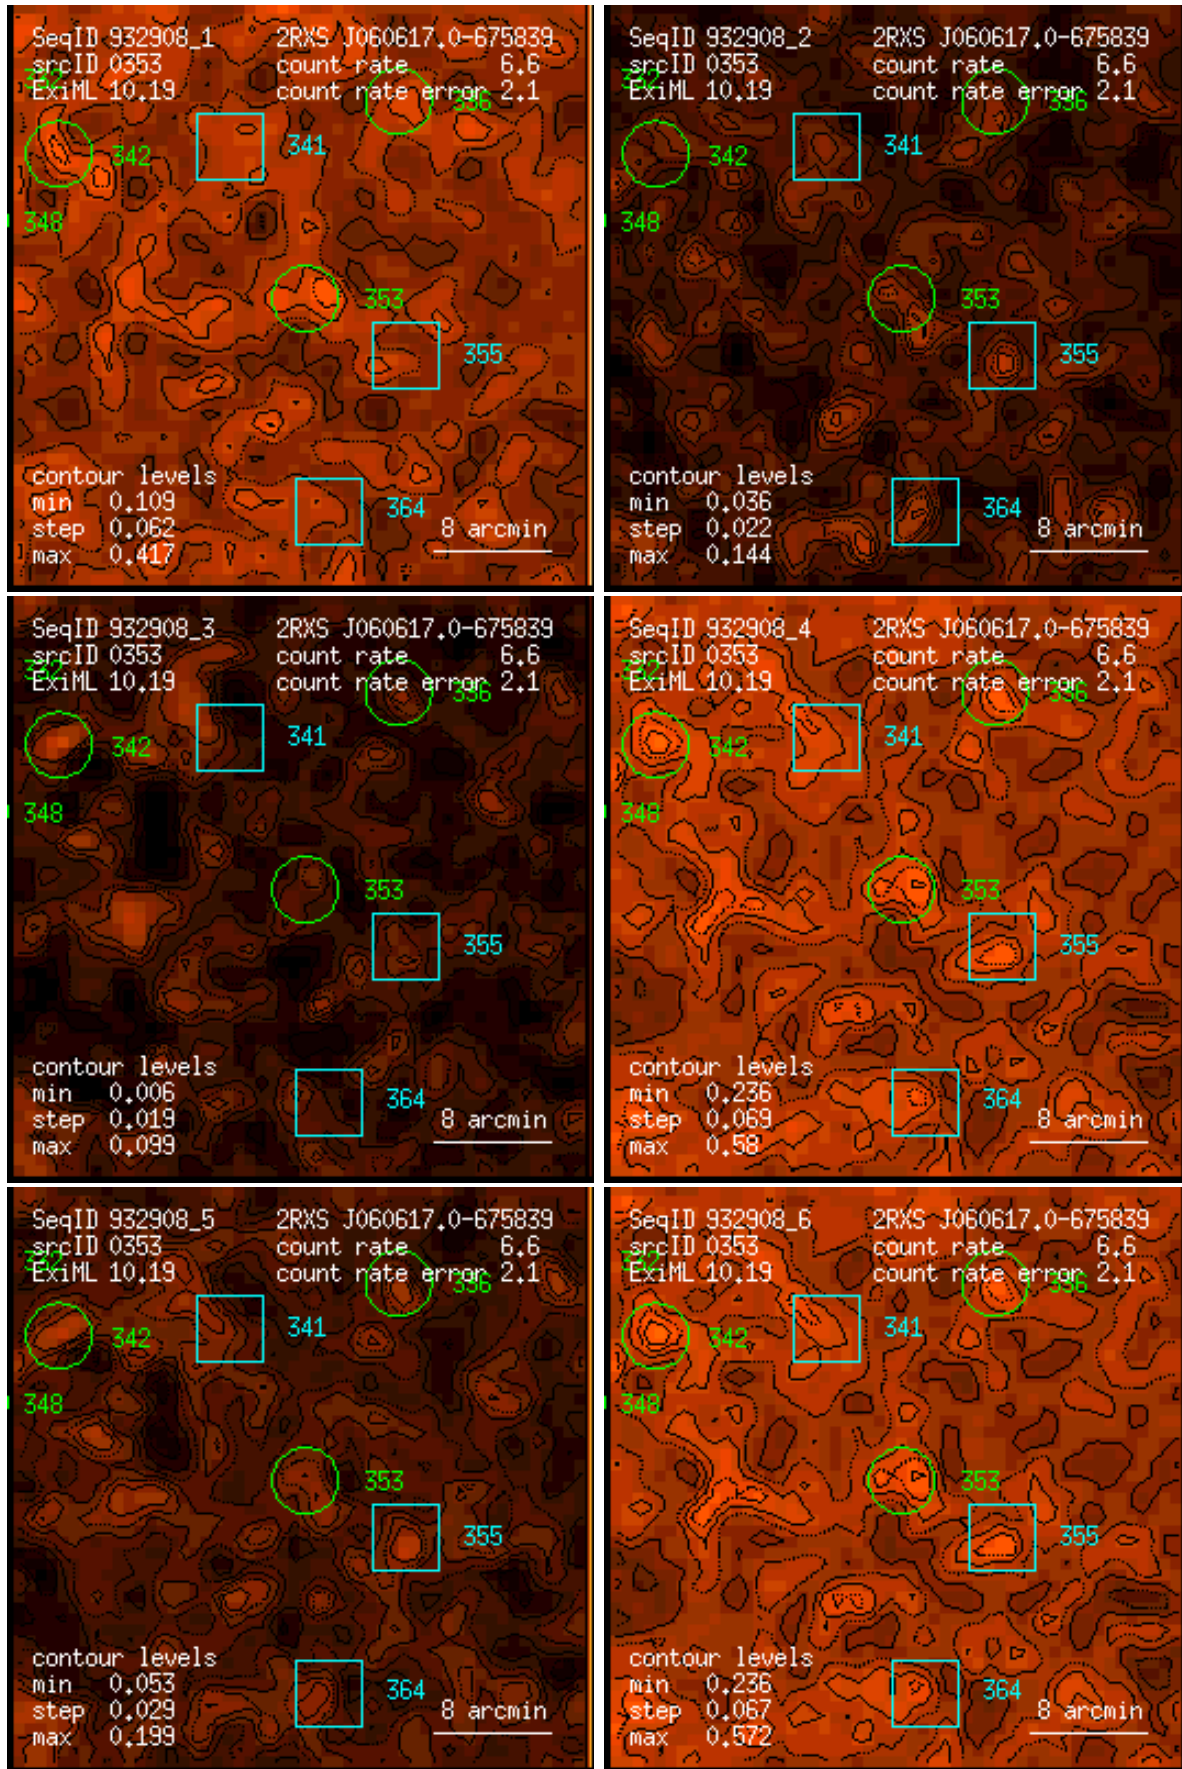 SeqID 932908_1 2RXS J060617.0-675839
srcID 0353 count rate 6.6
332
ExiML 10.19 count rate error 2.1
336
342
341
348
353
355
contour levels
min 0.109
364
step 0.062 8 arcmin
max 0.417
SeqID 932908_2 2RXS J060617.0-675839
srcID 0353 count rate 6.6
332
ExiML 10.19 count rate error 2.1
336
342
341
348
353
355
contour levels
min 0.036
364
step 0.022 8 arcmin
max 0.144
SeqID 932908_3 2RXS J060617.0-675839
srcID 0353 count rate 6.6
332
ExiML 10.19 count rate error 2.1
336
342
341
348
353
355
contour levels
min 0.006
364
step 0.019 8 arcmin
max 0.099
SeqID 932908_4 2RXS J060617.0-675839
srcID 0353 count rate 6.6
332
ExiML 10.19 count rate error 2.1
336
342
341
348
353
355
contour levels
min 0.236
364
step 0.069 8 arcmin
max 0.58
SeqID 932908_5 2RXS J060617.0-675839
srcID 0353 count rate 6.6
332
ExiML 10.19 count rate error 2.1
336
342
341
348
353
355
contour levels
min 0.053
364
step 0.029 8 arcmin
max 0.199
SeqID 932908_6 2RXS J060617.0-675839
srcID 0353 count rate 6.6
332
ExiML 10.19 count rate error 2.1
336
342
341
348
353
355
contour levels
min 0.236
364
step 0.067 8 arcmin
max 0.572